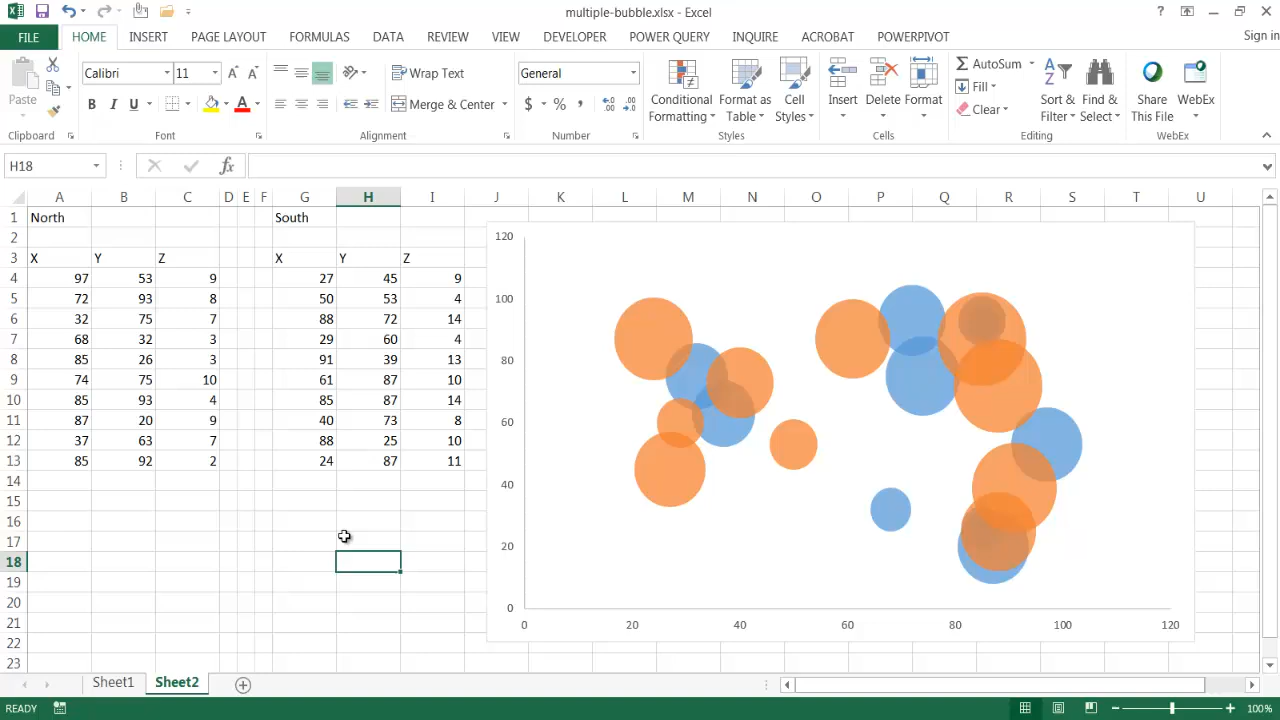 multiple-bubble.xlsx - Excel
Sign in
FILE HOME INSERT PAGE LAYOUT FORMULAS DATA REVIEW VIEW DEVELOPER POWER QUERY INQUIRE ACROBAT POWERPIVOT
Paste
Clipboard
Calibri 12
B I U
Font
Wrap Text
Merge & Center
Alignment
General
$ % ,
Number
Conditional Formatting
Format as Table
Cell Styles
Styles
Insert Delete Format
Cells
AutoSum
Fill
Clear
Sort & Filter
Find & Select
Editing
Share This File
WebEx
WebEx
H18
fx
A B C D E F G H I J K L M N O P Q R S T U
1 North South
2
3 X Y Z X Y Z
4 97 53 9 27 45 9
5 72 93 8 50 53 4
6 32 75 7 88 72 14
7 68 32 3 29 60 4
8 85 26 3 91 39 13
9 74 75 10 61 87 10
10 85 93 4 85 87 14
11 87 20 9 40 73 8
12 37 63 7 88 25 10
13 85 92 2 24 87 11
14
15
16
17
18
19
20
21
22
23
120
100
80
60
40
20
0
0 20 40 60 80 100 120
Sheet1 Sheet2
READY
100%